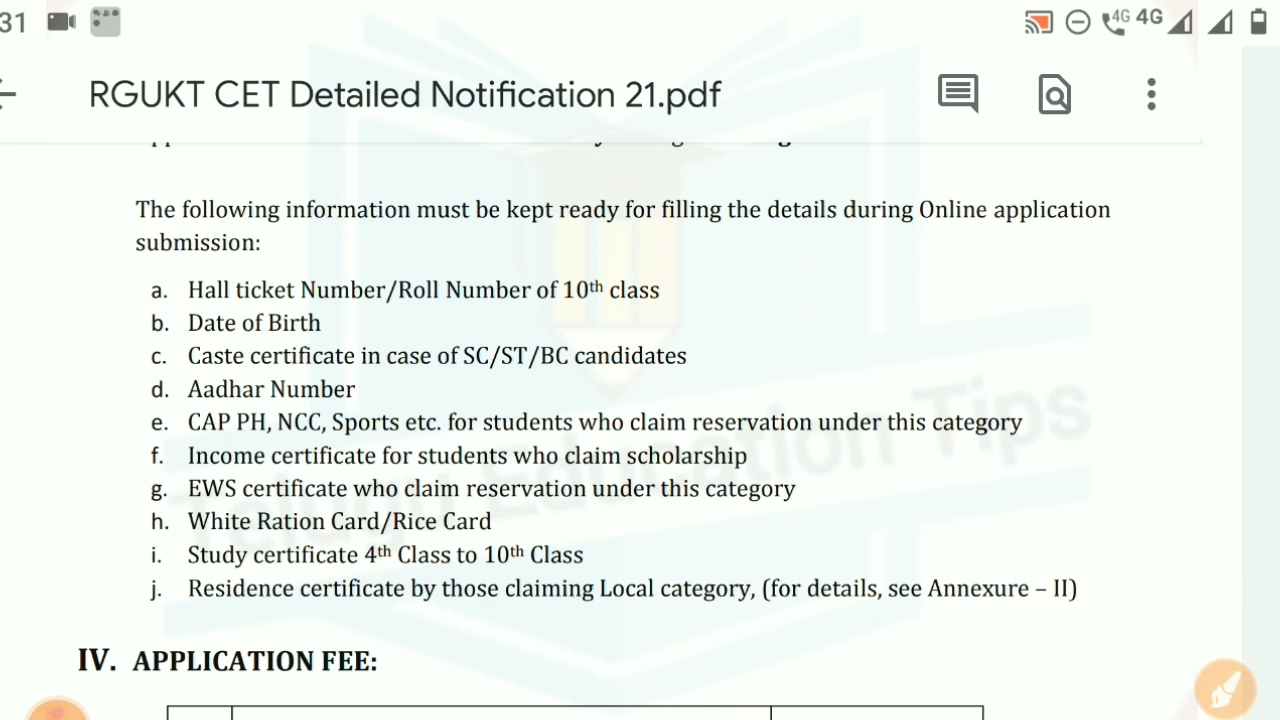 31
4G 4G
RGUKT CET Detailed Notification 21.pdf
The following information must be kept ready for filling the details during Online application
submission:
a. Hall ticket Number/Roll Number of 10th class
b. Date of Birth
c. Caste certificate in case of SC/ST/BC candidates
d. Aadhar Number
e. CAP PH, NCC, Sports etc. for students who claim reservation under this category
f. Income certificate for students who claim scholarship
g. EWS certificate who claim reservation under this category
h. White Ration Card/Rice Card
i. Study certificate 4th Class to 10th Class
j. Residence certificate by those claiming Local category, (for details, see Annexure – II)
Telugu Education Tips
IV. APPLICATION FEE: